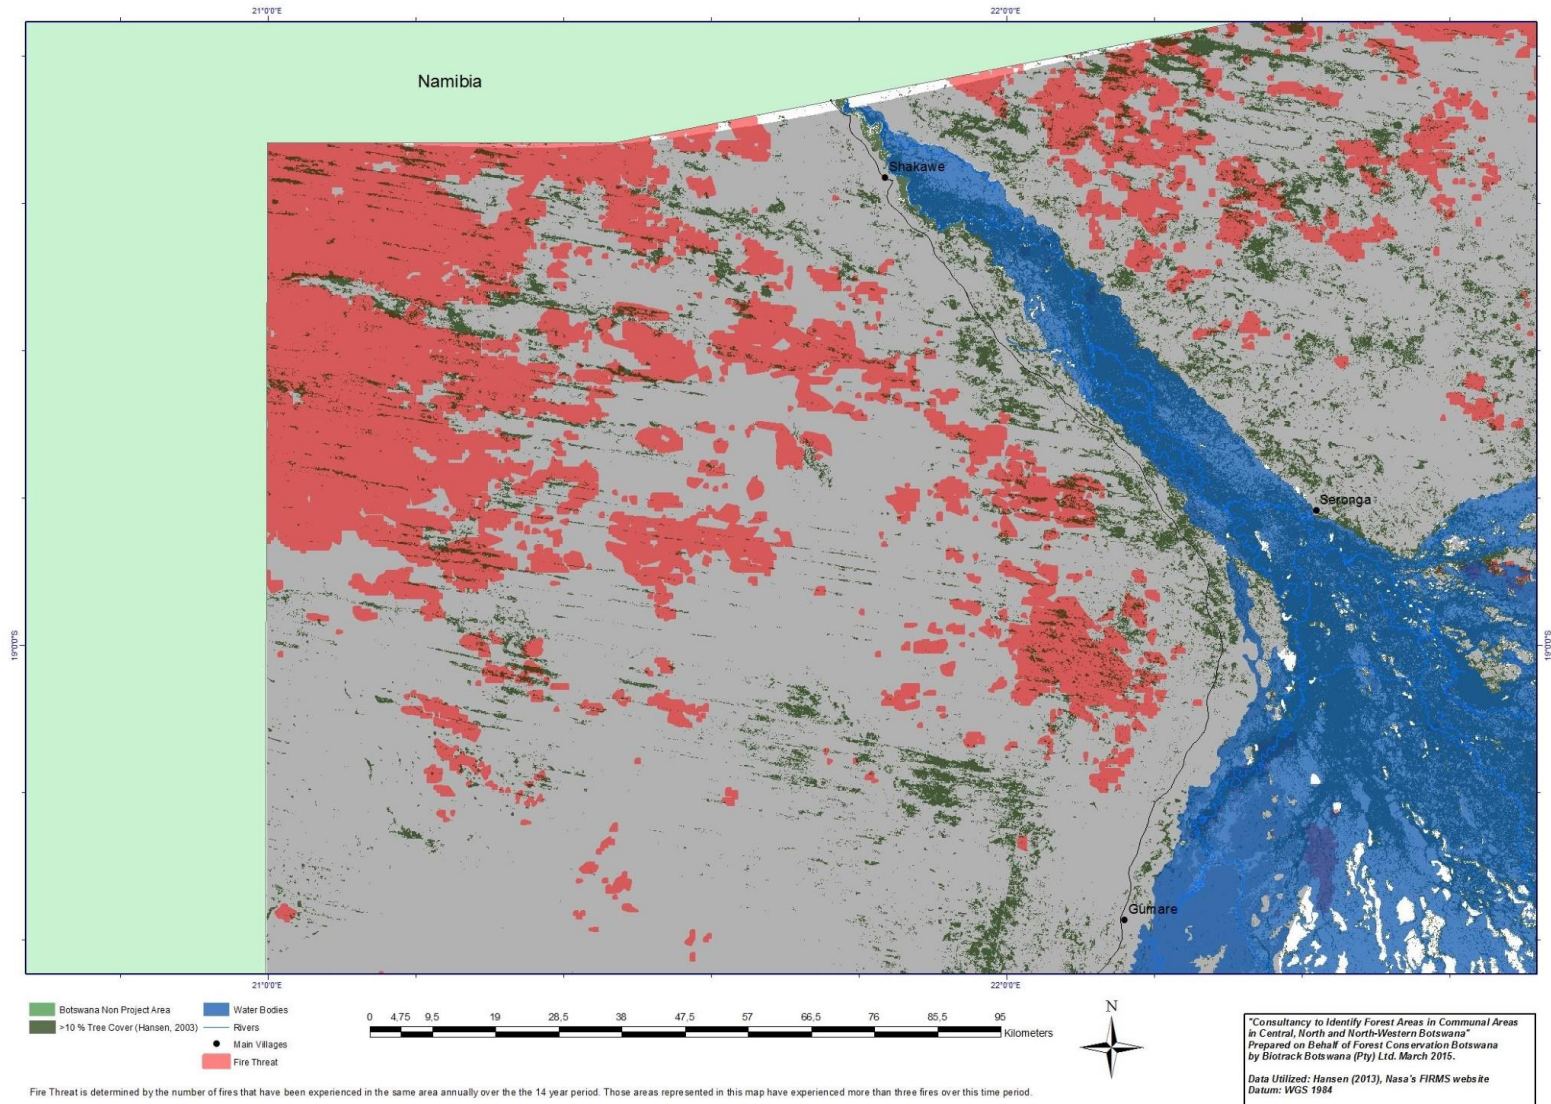 21°0'0"E
22°0'0"E
Namibia
Shakawe
Seronga
19°0'0"S
19°0'0"S
Gumare
21°0'0"E
22°0'0"E
Botswana Non Project Area
>10 % Tree Cover (Hansen, 2003)
Water Bodies
Rivers
Main Villages
Fire Threat
0 4,75 9,5 19 28,5 38 47,5 57 66,5 76 85,5 95
Kilometers
N
"Consultancy to Identify Forest Areas in Communal Areas
in Central, North and North-Western Botswana"
Prepared on Behalf of Forest Conservation Botswana
by Biotrack Botswana (Pty) Ltd. March 2015.
Data Utilized: Hansen (2013), Nasa's FIRMS website
Datum: WGS 1984
Fire Threat is determined by the number of fires that have been experienced in the same area annually over the the 14 year period. Those areas represented in this map have experienced more than three fires over this time period.